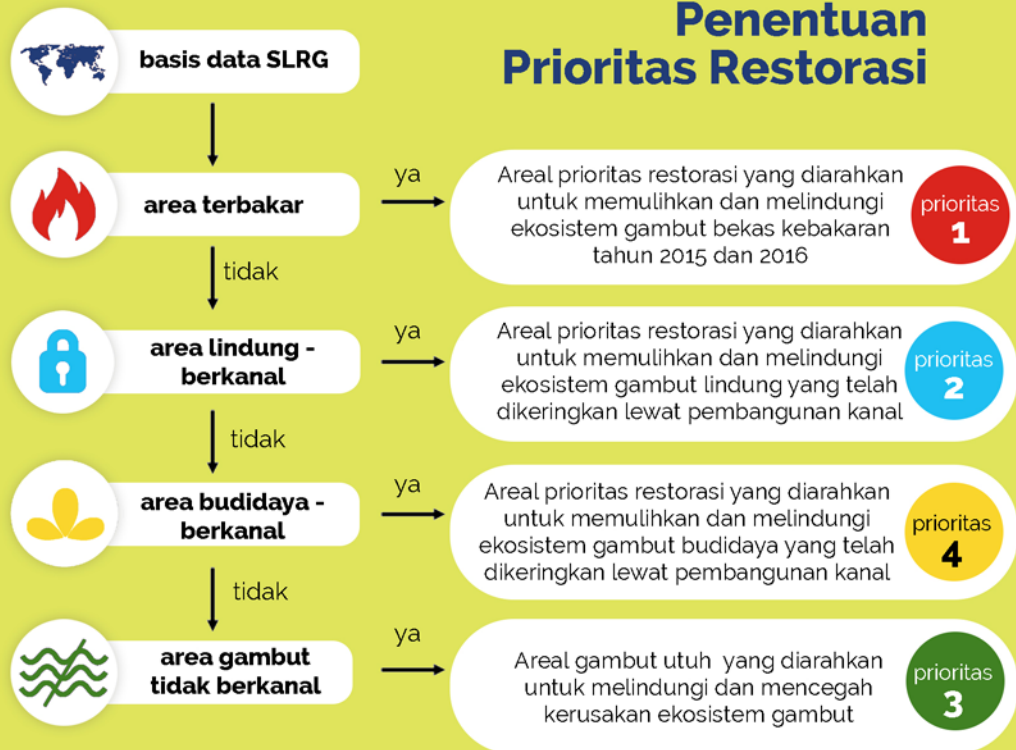 Penentuan
Prioritas Restorasi
basis data SLRG
area terbakar
ya
Areal prioritas restorasi yang diarahkan
untuk memulihkan dan melindungi
ekosistem gambut bekas kebakaran
tahun 2015 dan 2016
prioritas
1
tidak
area lindung -
berkanal
ya
Areal prioritas restorasi yang diarahkan
untuk memulihkan dan melindungi
ekosistem gambut lindung yang telah
dikeringkan lewat pembangunan kanal
prioritas
2
tidak
area budidaya -
berkanal
ya
Areal prioritas restorasi yang diarahkan
untuk memulihkan dan melindungi
ekosistem gambut budidaya yang telah
dikeringkan lewat pembangunan kanal
prioritas
4
tidak
area gambut
tidak berkanal
ya
Areal gambut utuh yang diarahkan
untuk melindungi dan mencegah
kerusakan ekosistem gambut
prioritas
3